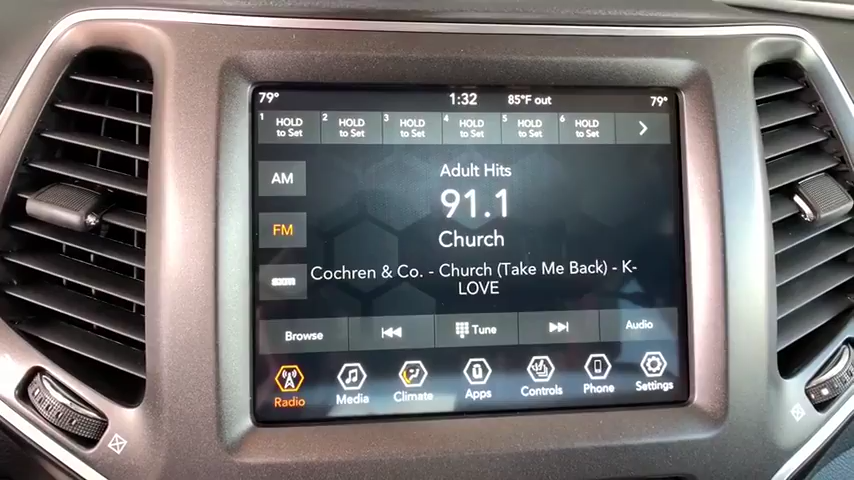 79° 1:32 85°F out 79°
1 HOLD to Set 2 HOLD to Set 3 HOLD to Set 4 HOLD to Set 5 HOLD to Set 6 HOLD to Set
AM
Adult Hits
91.1
FM
Church
Cochren & Co. - Church (Take Me Back) - K-
LOVE
Browse Tune Audio
Radio Media Climate Apps Controls Phone Settings